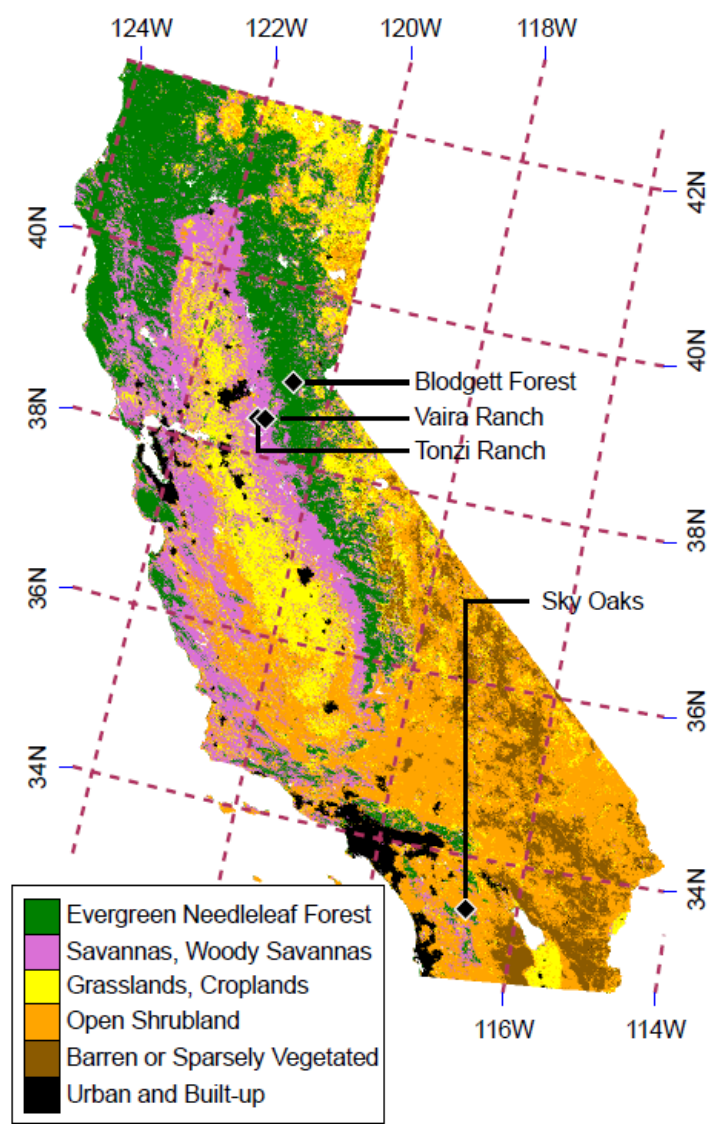 124W
122W
120W
118W
42N
40N
40N
Blodgett Forest
38N
Vaira Ranch
Tonzi Ranch
38N
36N
Sky Oaks
36N
34N
34N
Evergreen Needleleaf Forest
Savannas, Woody Savannas
Grasslands, Croplands
Open Shrubland
Barren or Sparsely Vegetated
Urban and Built-up
116W
114W